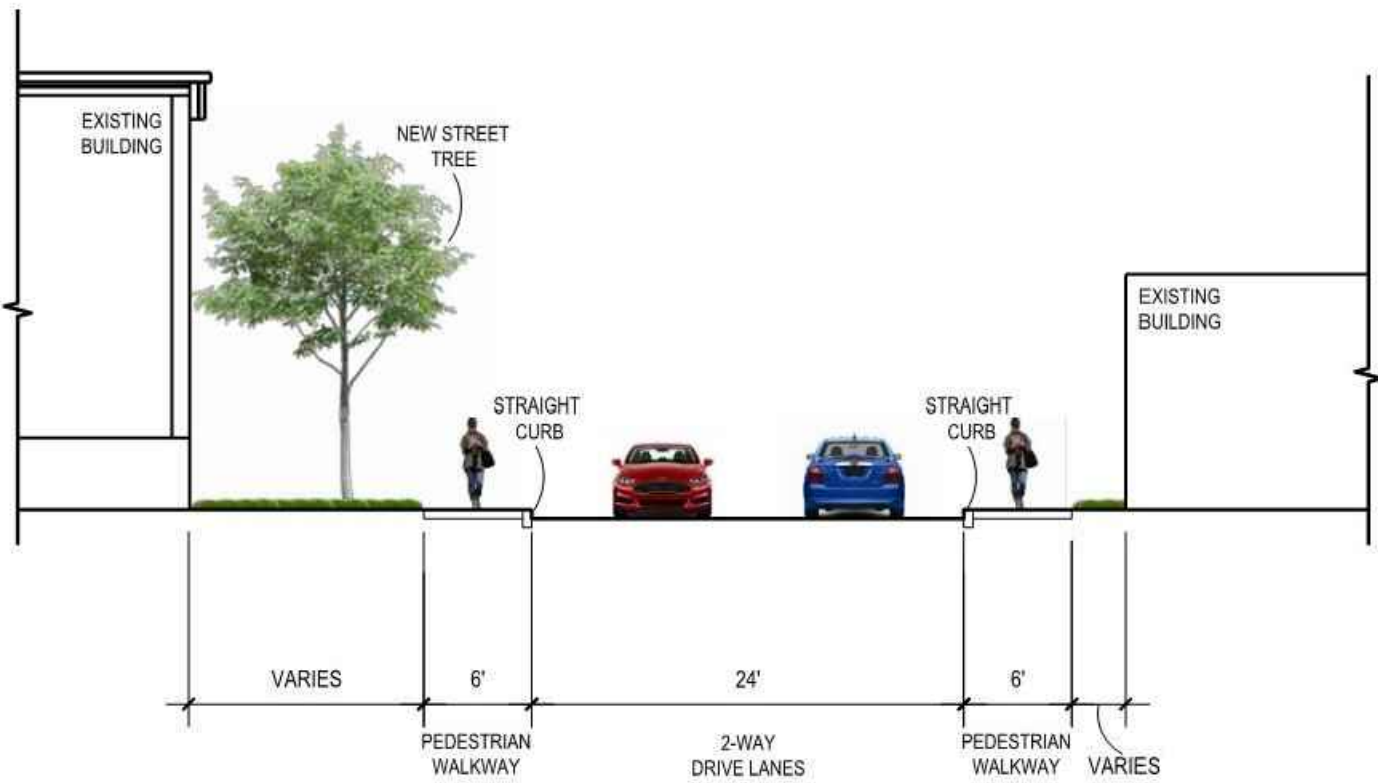 EXISTING
BUILDING
NEW STREET
TREE
EXISTING
BUILDING
STRAIGHT
CURB
STRAIGHT
CURB
VARIES
6'
24'
6'
PEDESTRIAN
WALKWAY
2-WAY
DRIVE LANES
PEDESTRIAN
WALKWAY
VARIES